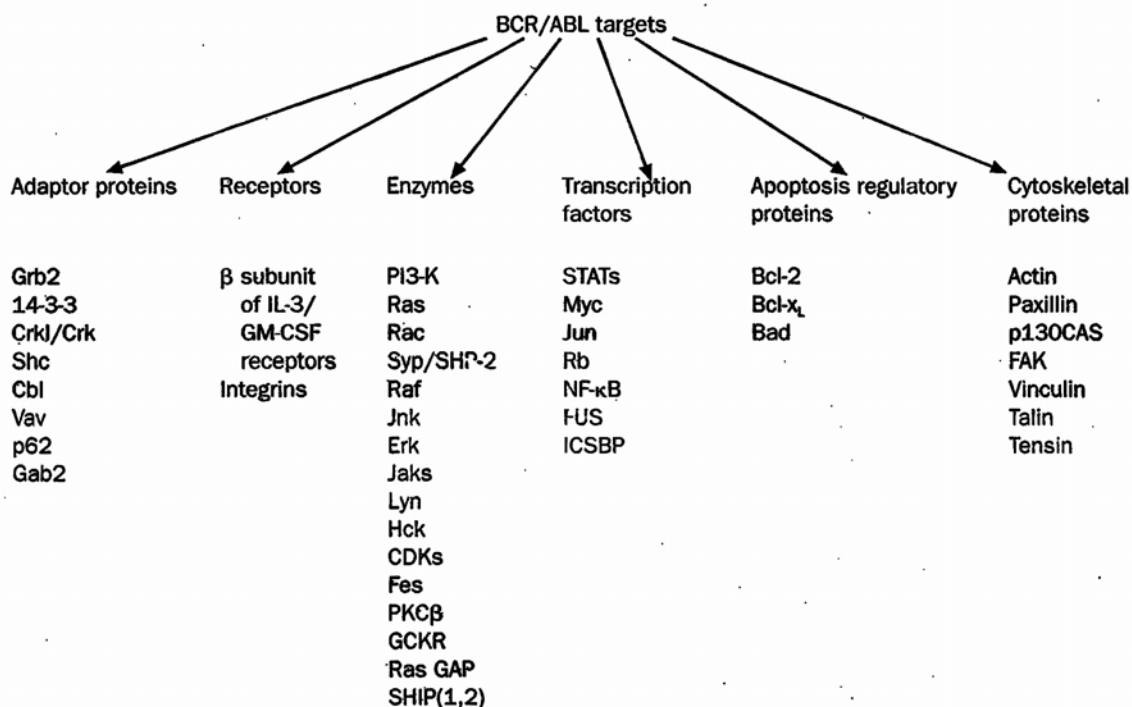 BCR/ABL targets
Adaptor proteins
Receptors
Enzymes
Transcription
factors
Apoptosis regulatory
proteins
Cytoskeletal
proteins
Grb2
14-3-3
Crkl/Crk
Shc
Cbl
Vav
p62
Gab2
β subunit
of IL-3/
GM-CSF
receptors
Integrins
PI3-K
Ras
Rac
Syp/SHP-2
Raf
Jnk
Erk
Jaks
Lyn
Hck
CDKs
Fes
PKCβ
GCKR
Ras GAP
SHIP(1,2)
STATs
Myc
Jun
Rb
NF-κB
FUS
ICSBP
Bcl-2
Bcl-xL
Bad
Actin
Paxillin
p130CAS
FAK
Vinculin
Talin
Tensin